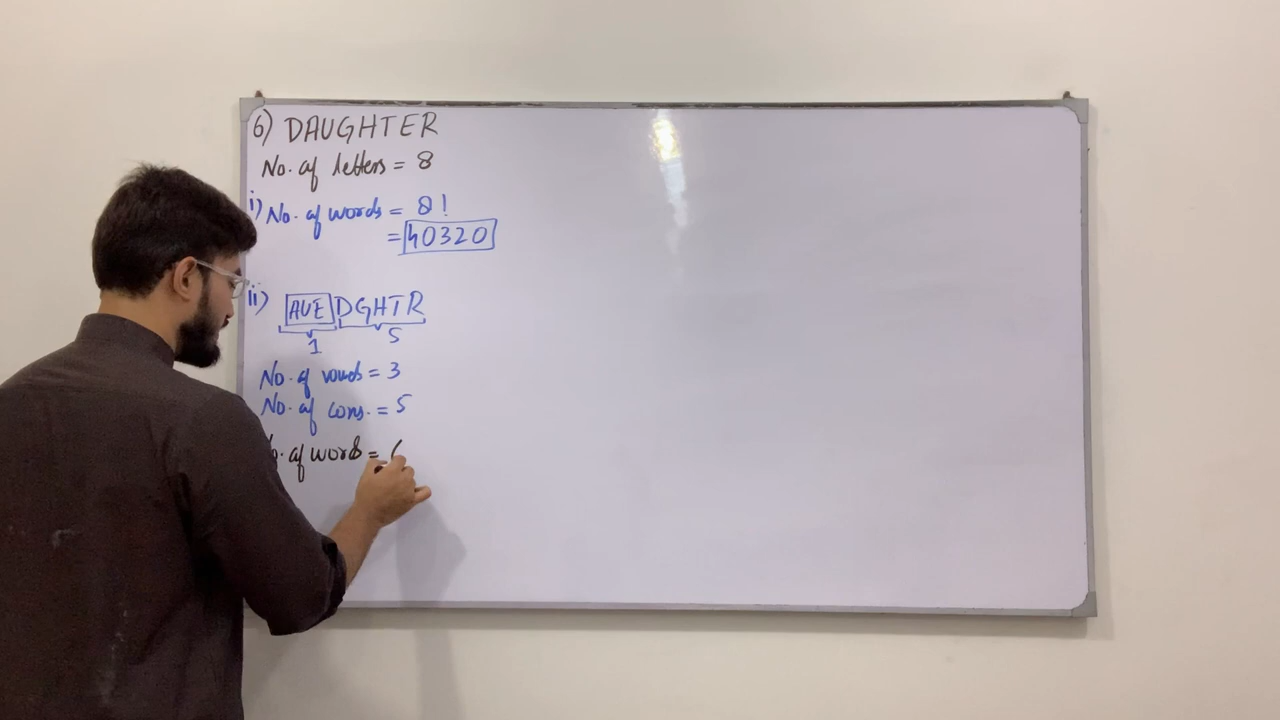 6) DAUGHTER
No. of letters = 8
i) No. of words = 8!
= 40320
ii) AUE DGHTR
1 5
No. of vowels = 3
No. of cons. = 5
of words =